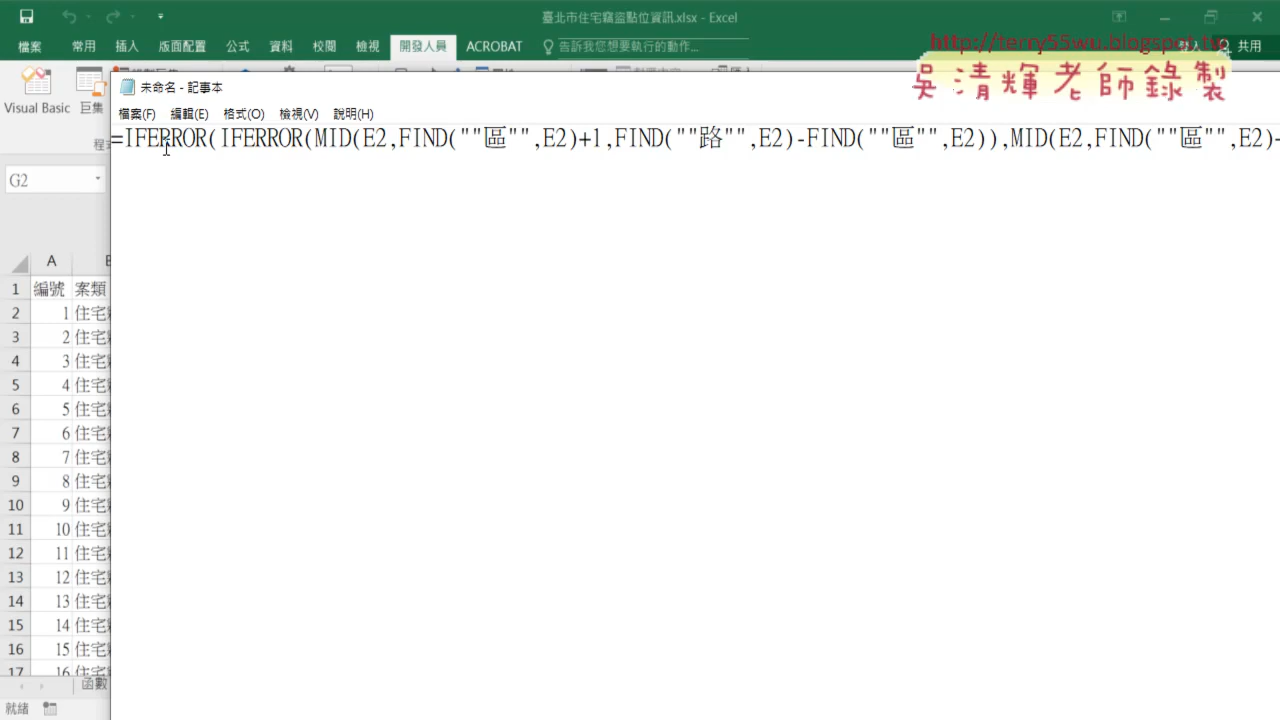 臺北市住宅竊盜點位資訊.xlsx - Excel
檔案 常用 插入 版面配置 公式 資料 校閱 檢視 開發人員 ACROBAT 告訴我您想要執行的動作... 共用
http://terry55wu.blogspot.tw
吳清輝老師錄製
Visual Basic 巨集
未命名 - 記事本
檔案(F) 編輯(E) 格式(O) 檢視(V) 說明(H)
=IFERROR(IFERROR(MID(E2,FIND(""區"",E2)+1,FIND(""路"",E2)-FIND(""區"",E2)),MID(E2,FIND(""區"",E2)-
G2
A
1 編號 案類
2 1 住宅
3 2 住宅
4 3 住宅
5 4 住宅
6 5 住宅
7 6 住宅
8 7 住宅
9 8 住宅
10 9 住宅
11 10 住宅
12 11 住宅
13 12 住宅
14 13 住宅
15 14 住宅
16 15 住宅
17 16 住宅
函數
就緒